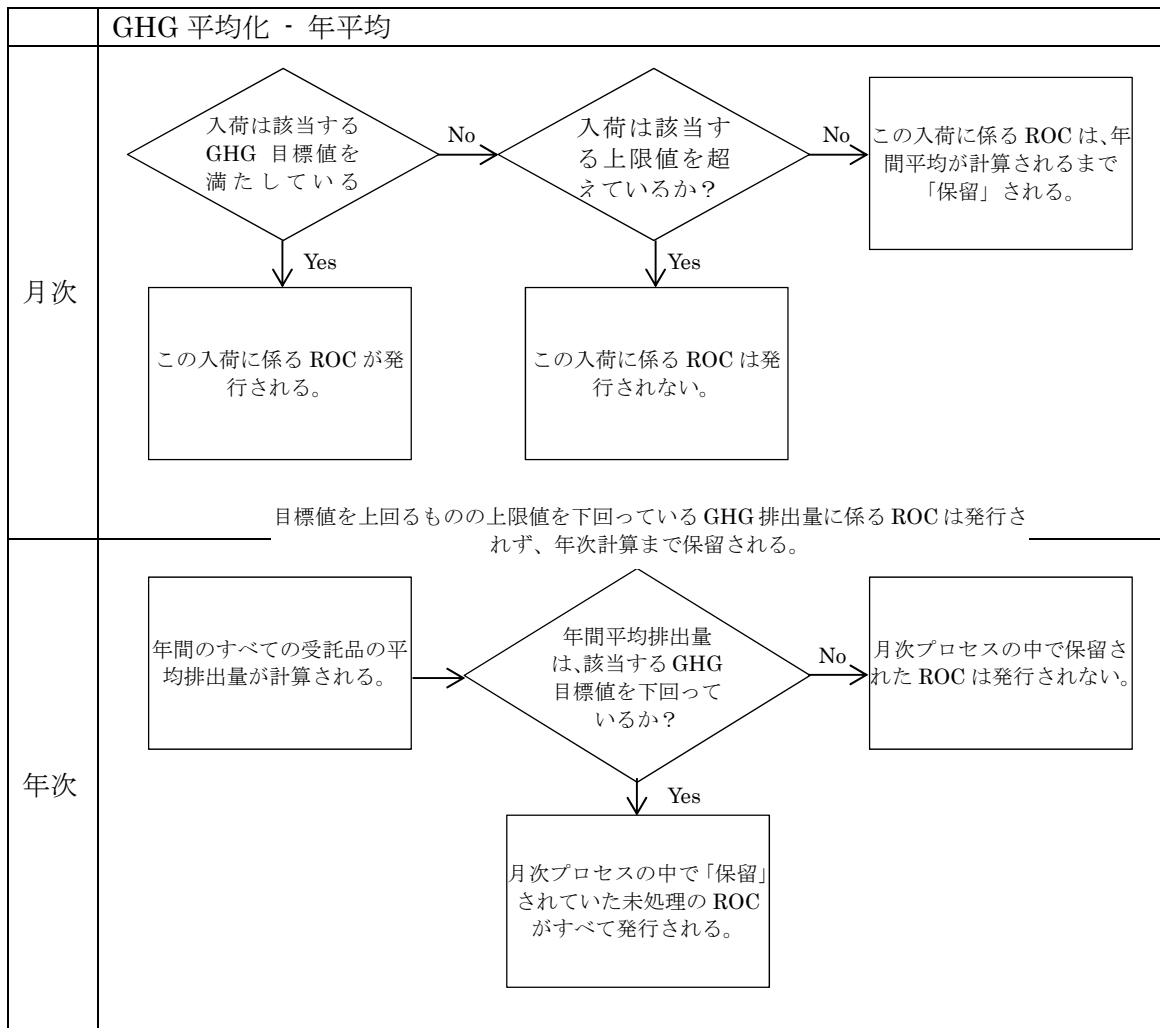 GHG 平均化 - 年平均
月次
入荷は該当する
GHG 目標値を
満たしている
No
入荷は該当す
る上限値を超
えているか？
No
この入荷に係る ROC は、年
間平均が計算されるまで
「保留」される。
Yes
Yes
この入荷に係る ROC が発
行される。
この入荷に係る ROC は発
行されない。
目標値を上回るものの上限値を下回っている GHG 排出量に係る ROC は発行さ
れず、年次計算まで保留される。
年次
年間のすべての受託品の平
均排出量が計算される。
年間平均排出量
は、該当する GHG
目標値を下回って
いるか？
No
月次プロセスの中で保留さ
れた ROC は発行されない。
Yes
月次プロセスの中で「保留」
されていた未処理の ROC
がすべて発行される。